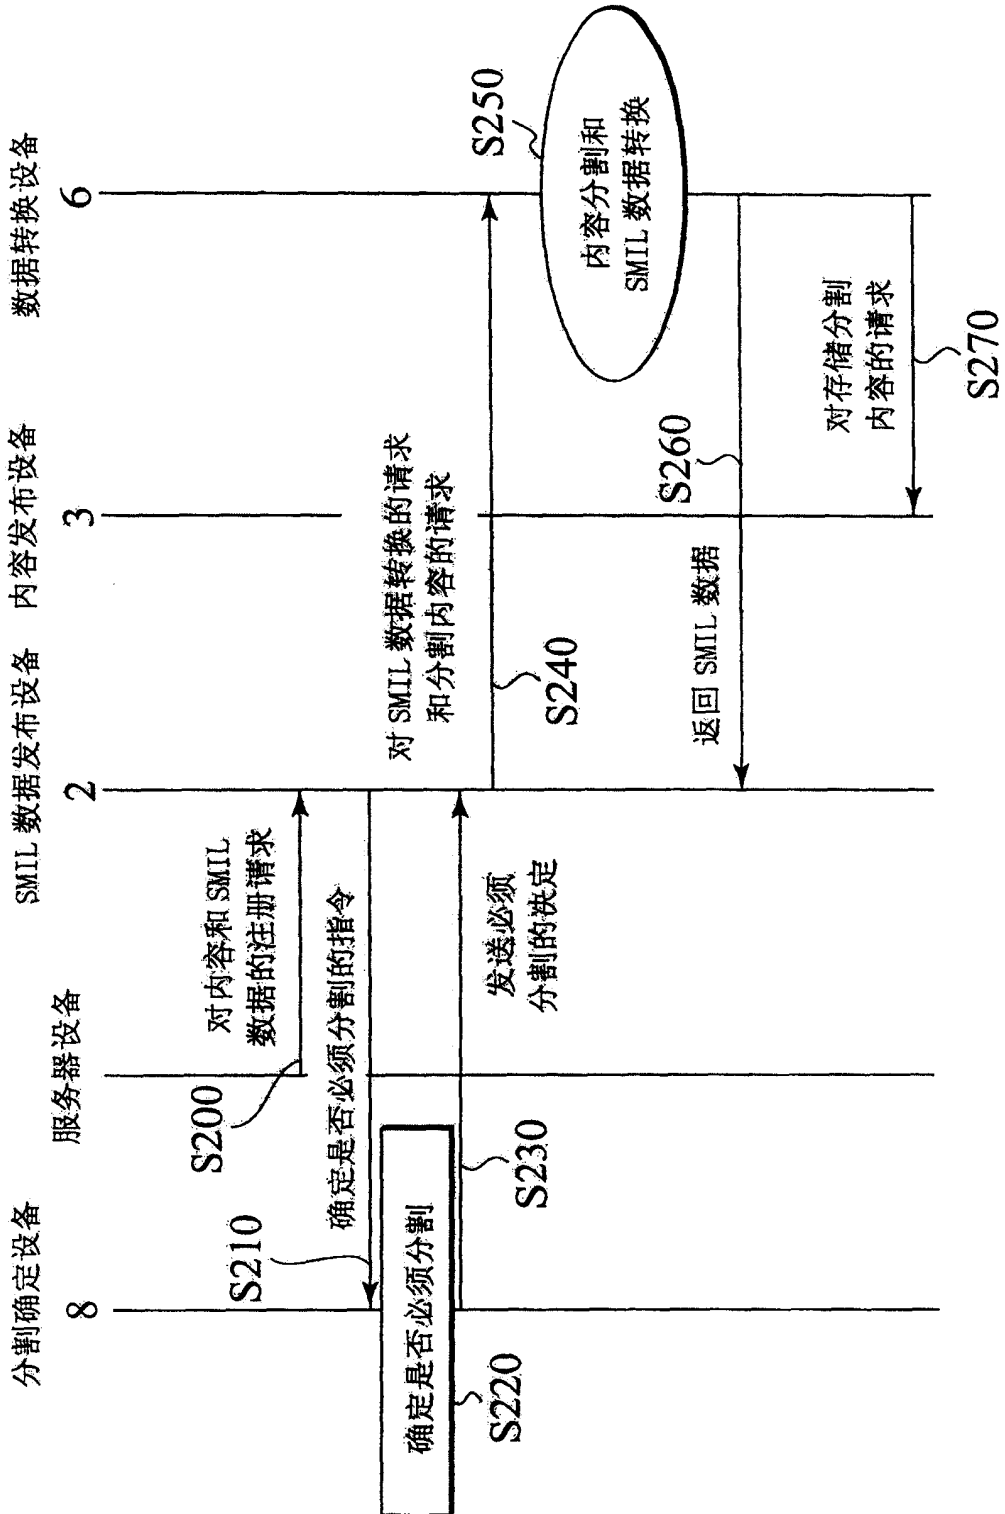 分割确定设备
服务器设备
SMIL 数据发布设备
内容发布设备
数据转换设备
8
2
3
6
S200
对内容和 SMIL
数据的注册请求
S210
确定是否必须分割的指令
确定是否必须分割
S220
S230
发送必须
分割的决定
对 SMIL 数据转换的请求
和分割内容的请求
S240
S250
内容分割和
SMIL 数据转换
返回 SMIL 数据
S260
对存储分割
内容的请求
S270